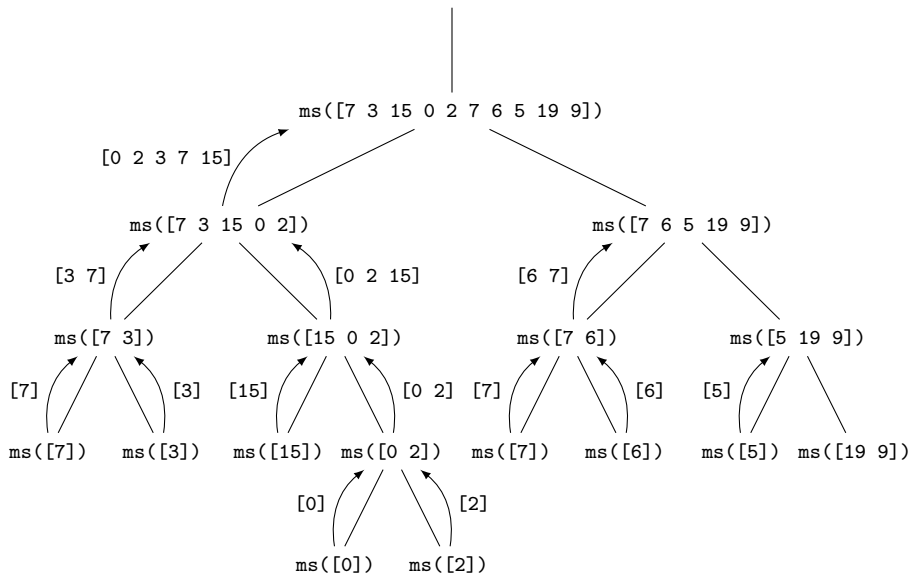 ms([7 3 15 0 2 7 6 5 19 9])
[0 2 3 7 15]
ms([7 3 15 0 2]) ms([7 6 5 19 9])
[3 7] [0 2 15] [6 7]
ms([7 3]) ms([15 0 2]) ms([7 6]) ms([5 19 9])
[7] [3] [15] [0 2] [7] [6] [5]
ms([7]) ms([3]) ms([15]) ms([0 2]) ms([7]) ms([6]) ms([5]) ms([19 9])
[0] [2]
ms([0]) ms([2])